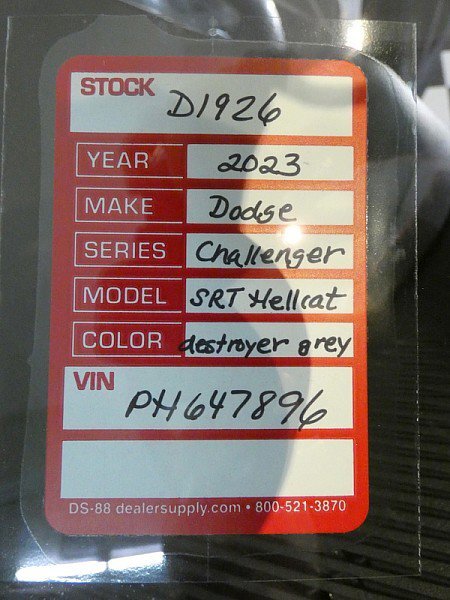 STOCK
D1926
YEAR 2023
MAKE Dodge
SERIES Challenger
MODEL SRT Hellcat
COLOR destroyer grey
VIN
PH647896
DS-88 dealersupply.com • 800-521-3870